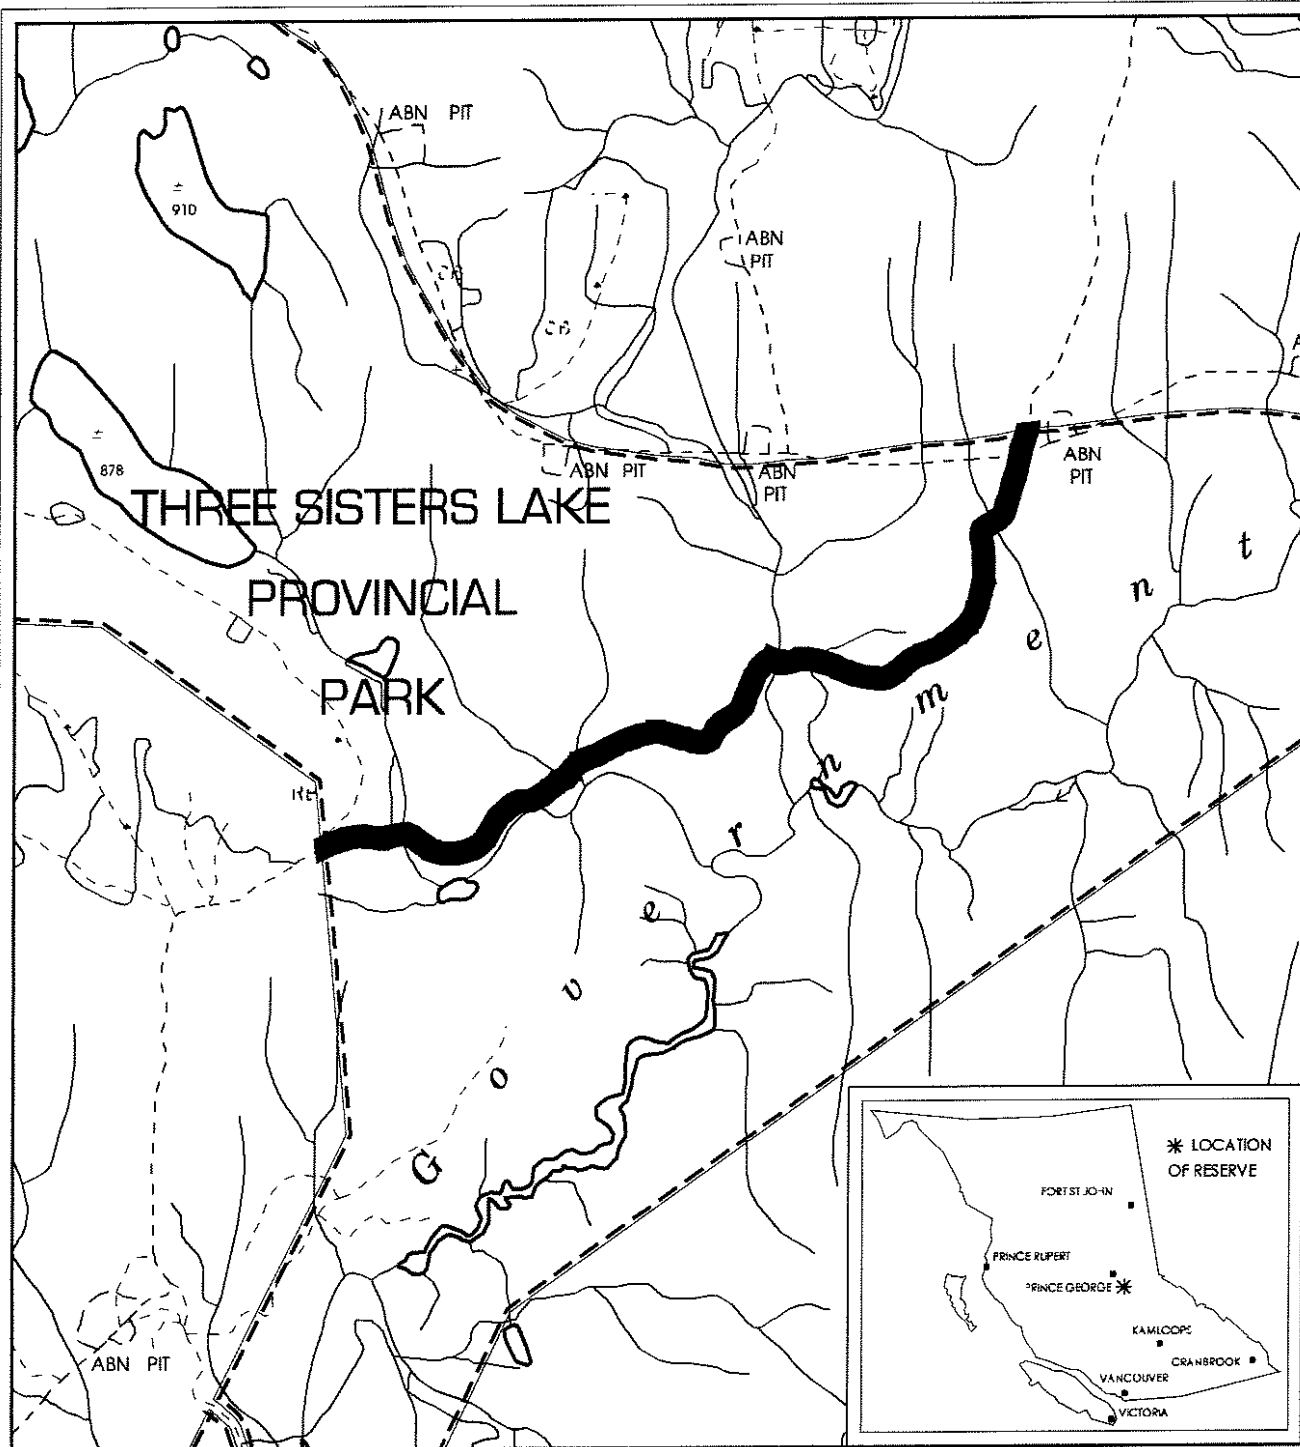 ABN PIT
±
910
ABN
PIT
±
878
ABN PIT
ABN
PIT
ABN
PIT
THREE SISTERS LAKE
PROVINCIAL
PARK
G o v e r n m e n t
ABN PIT
LOCATION
OF RESERVE
FORT ST JOHN
PRINCE RUPERT
PRINCE GEORGE
KAMLOOPS
CRANBROOK
VANCOUVER
VICTORIA